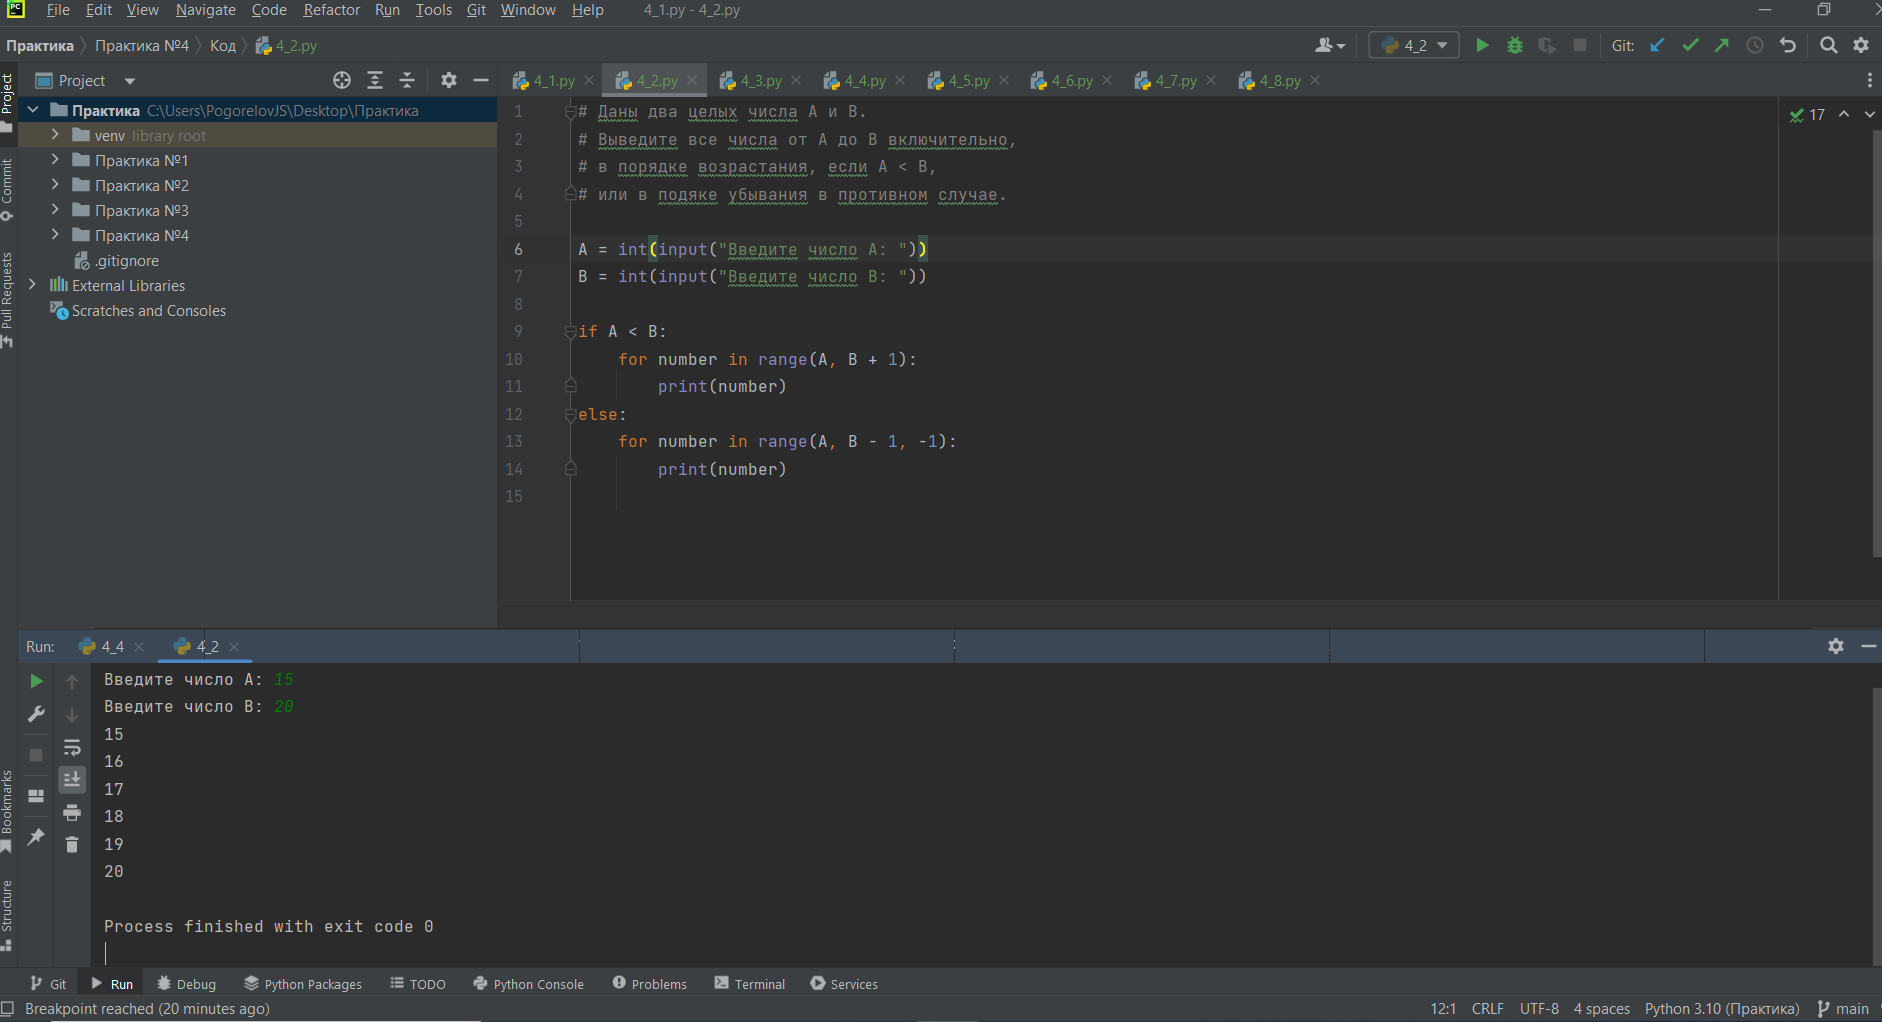 PC File Edit View Navigate Code Refactor Run Tools Git Window Help 4_1.py - 4_2.py
Практика Практика №4 Код 4_2.py 4_2 Git:
Project 4_1.py 4_2.py 4_3.py 4_4.py 4_5.py 4_6.py 4_7.py 4_8.py
Project
Commit
Pull Requests
Bookmarks
Structure
Практика C:\Users\PogorelovJS\Desktop\Практика
venv library root
Практика №1
Практика №2
Практика №3
Практика №4
.gitignore
External Libraries
Scratches and Consoles
17
1 # Даны два целых числа A и B.
2 # Выведите все числа от A до B включительно,
3 # в порядке возрастания, если A < B,
4 # или в подяке убывания в противном случае.
5
6 A = int(input("Введите число A: "))
7 B = int(input("Введите число B: "))
8
9 if A < B:
10 for number in range(A, B + 1):
11 print(number)
12 else:
13 for number in range(A, B - 1, -1):
14 print(number)
15
Run: 4_4 4_2
Введите число A: 15
Введите число B: 20
15
16
17
18
19
20
Process finished with exit code 0
Git Run Debug Python Packages TODO Python Console Problems Terminal Services
Breakpoint reached (20 minutes ago) 12:1 CRLF UTF-8 4 spaces Python 3.10 (Практика) main